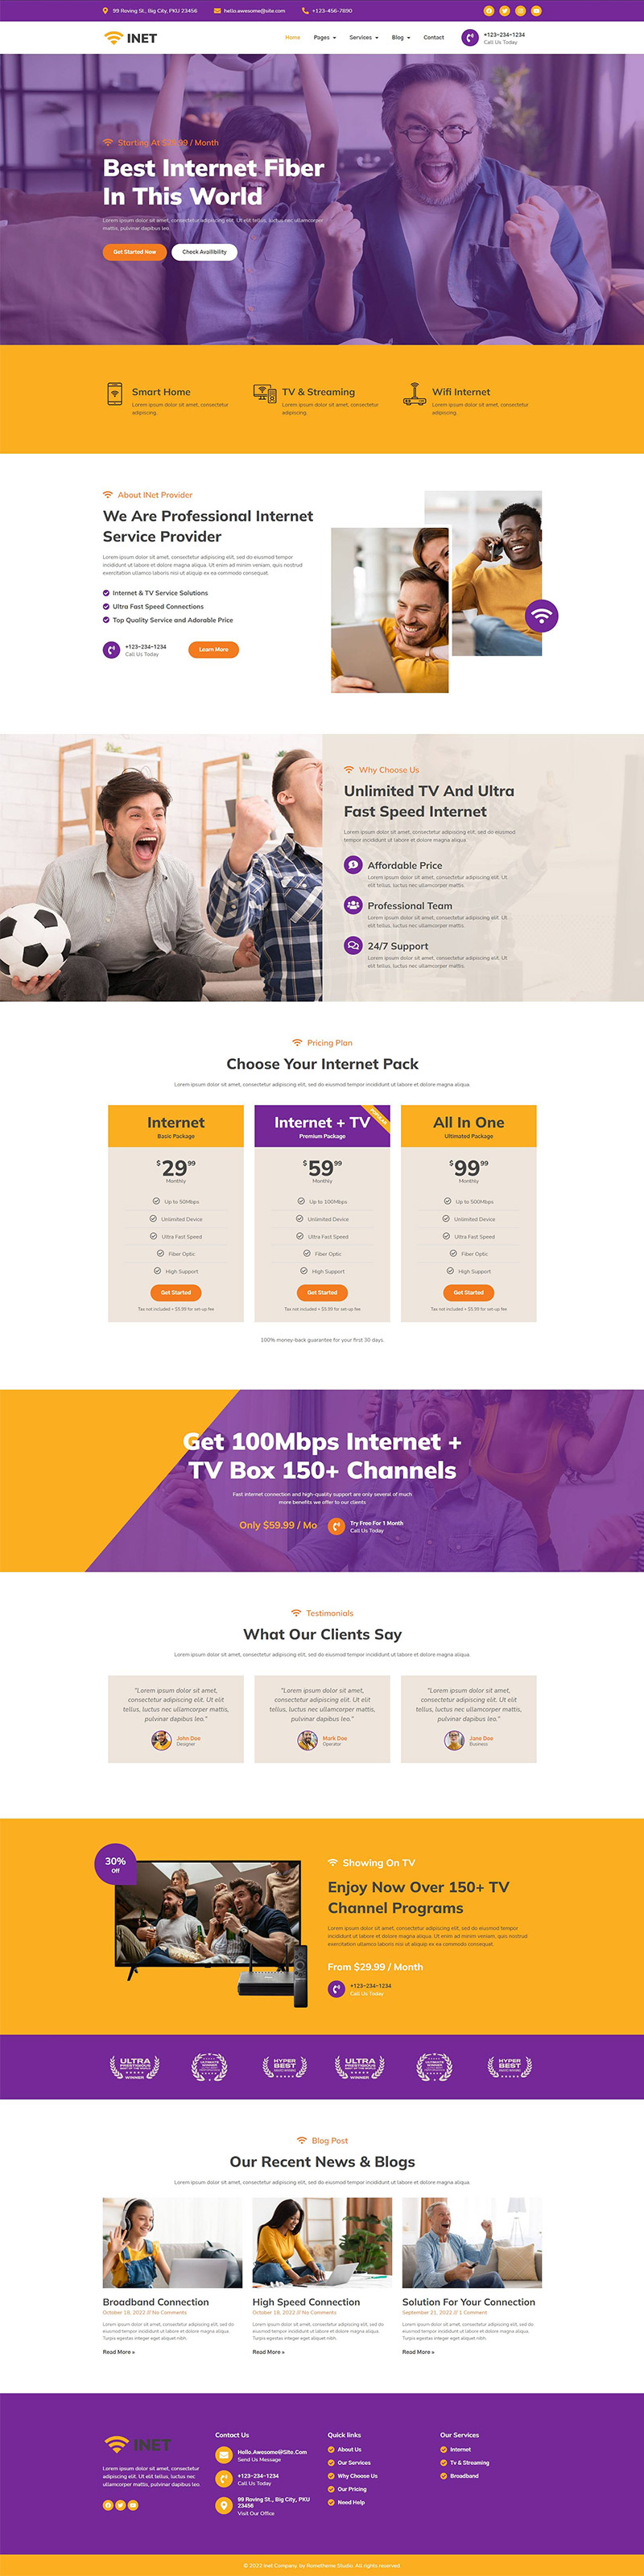 99 Roving St., Big City, PKU 23456 hello.awesome@site.com +123-456-7890
INET
Home Pages Services Blog Contact
+123-234-1234
Call Us Today
Starting At $29.99 / Month
Best Internet Fiber
In This World
Lorem ipsum dolor sit amet, consectetur adipiscing elit. Ut elit tellus, luctus nec ullamcorper
mattis, pulvinar dapibus leo.
Get Started Now Check Availibility
Smart Home
Lorem ipsum dolor sit amet, consectetur
adipiscing.
TV & Streaming
Lorem ipsum dolor sit amet, consectetur
adipiscing.
Wifi Internet
Lorem ipsum dolor sit amet, consectetur
adipiscing.
About INet Provider
We Are Professional Internet
Service Provider
Lorem ipsum dolor sit amet, consectetur adipiscing elit, sed do eiusmod tempor
incididunt ut labore et dolore magna aliqua. Ut enim ad minim veniam, quis nostrud
exercitation ullamco laboris nisi ut aliquip ex ea commodo consequat.
Internet & TV Service Solutions
Ultra Fast Speed Connections
Top Quality Service and Adorable Price
+123-234-1234
Call Us Today
Learn More
Why Choose Us
Unlimited TV And Ultra
Fast Speed Internet
Lorem ipsum dolor sit amet, consectetur adipiscing elit, sed do eiusmod
tempor incididunt ut labore et dolore magna aliqua.
Affordable Price
Lorem ipsum dolor sit amet, consectetur adipiscing elit. Ut
elit tellus, luctus nec ullamcorper mattis.
Professional Team
Lorem ipsum dolor sit amet, consectetur adipiscing elit. Ut
elit tellus, luctus nec ullamcorper mattis.
24/7 Support
Lorem ipsum dolor sit amet, consectetur adipiscing elit. Ut
elit tellus, luctus nec ullamcorper mattis.
Pricing Plan
Choose Your Internet Pack
Lorem ipsum dolor sit amet, consectetur adipiscing elit, sed do eiusmod tempor incididunt ut labore et dolore magna aliqua.
Internet
Basic Package
$29.99
Monthly
Up to 50Mbps
Unlimited Device
Ultra Fast Speed
Fiber Optic
High Support
Get Started
Tax not included + $5.99 for set-up fee
Internet + TV
Premium Package
POPULAR
$59.99
Monthly
Up to 100Mbps
Unlimited Device
Ultra Fast Speed
Fiber Optic
High Support
Get Started
Tax not included + $5.99 for set-up fee
All In One
Ultimated Package
$99.99
Monthly
Up to 500Mbps
Unlimited Device
Ultra Fast Speed
Fiber Optic
High Support
Get Started
Tax not included + $5.99 for set-up fee
100% money-back guarantee for your first 30 days.
Get 100Mbps Internet +
TV Box 150+ Channels
Fast internet connection and high-quality support are only several of much
more benefits we offer to our clients
Only $59.99 / Mo
Try Free For 1 Month
Call Us Today
Testimonials
What Our Clients Say
Lorem ipsum dolor sit amet, consectetur adipiscing elit, sed do eiusmod tempor incididunt ut labore et dolore magna aliqua.
"Lorem ipsum dolor sit amet,
consectetur adipiscing elit. Ut elit
tellus, luctus nec ullamcorper mattis,
pulvinar dapibus leo."
John Doe
Designer
"Lorem ipsum dolor sit amet,
consectetur adipiscing elit. Ut elit
tellus, luctus nec ullamcorper mattis,
pulvinar dapibus leo."
Mark Doe
Operator
"Lorem ipsum dolor sit amet,
consectetur adipiscing elit. Ut elit
tellus, luctus nec ullamcorper mattis,
pulvinar dapibus leo."
Jane Doe
Business
30%
Off
Showing On TV
Enjoy Now Over 150+ TV
Channel Programs
Lorem ipsum dolor sit amet, consectetur adipiscing elit, sed do eiusmod tempor
incididunt ut labore et dolore magna aliqua. Ut enim ad minim veniam, quis nostrud
exercitation ullamco laboris nisi ut aliquip ex ea commodo consequat.
From $29.99 / Month
+123-234-1234
Call Us Today
ULTRA
PRESTIGIOUS
WINNER
ULTIMATE
WINNER
HYPER
BEST
ULTRA
PRESTIGIOUS
WINNER
ULTIMATE
WINNER
HYPER
BEST
Blog Post
Our Recent News & Blogs
Lorem ipsum dolor sit amet, consectetur adipiscing elit, sed do eiusmod tempor incididunt ut labore et dolore magna aliqua.
Broadband Connection
October 18, 2022 // No Comments
Lorem ipsum dolor sit amet, consectetur adipiscing elit, sed do
eiusmod tempor incididunt ut labore et dolore magna aliqua.
Turpis egestas integer eget aliquet nibh.
Read More »
High Speed Connection
October 18, 2022 // No Comments
Lorem ipsum dolor sit amet, consectetur adipiscing elit, sed do
eiusmod tempor incididunt ut labore et dolore magna aliqua.
Turpis egestas integer eget aliquet nibh.
Read More »
Solution For Your Connection
September 21, 2022 // 1 Comment
Lorem ipsum dolor sit amet, consectetur adipiscing elit, sed do
eiusmod tempor incididunt ut labore et dolore magna aliqua.
Turpis egestas integer eget aliquet nibh.
Read More »
INET
Lorem ipsum dolor sit amet, consectetur
adipiscing elit. Ut elit tellus, luctus nec
ullamcorper mattis, pulvinar dapibus leo.
Contact Us
Hello.Awesome@Site.Com
Send Us Message
+123-234-1234
Call Us Today
99 Roving St., Big City, PKU
23456
Visit Our Office
Quick links
About Us
Our Services
Why Choose Us
Our Pricing
Need Help
Our Services
Internet
Tv & Streaming
Broadband
© 2022 Inet Company. by Rometheme Studio. All rights reserved